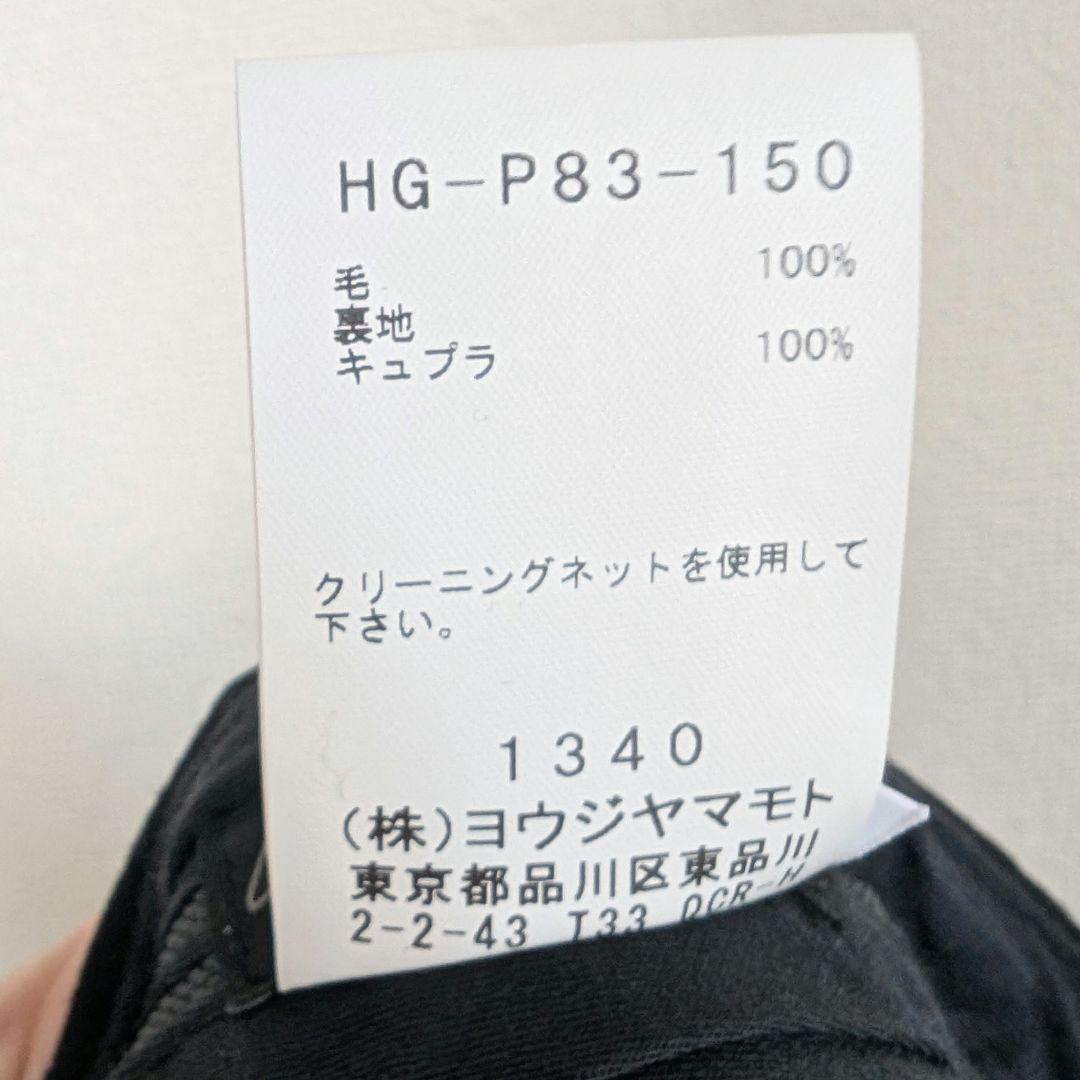 HG-P83-150
毛 100%
裏地
キュプラ 100%
クリーニングネットを使用して
下さい。
1340
(株)ヨウジヤマモト
東京都品川区東品川
2-2-43 T33 DCR-H